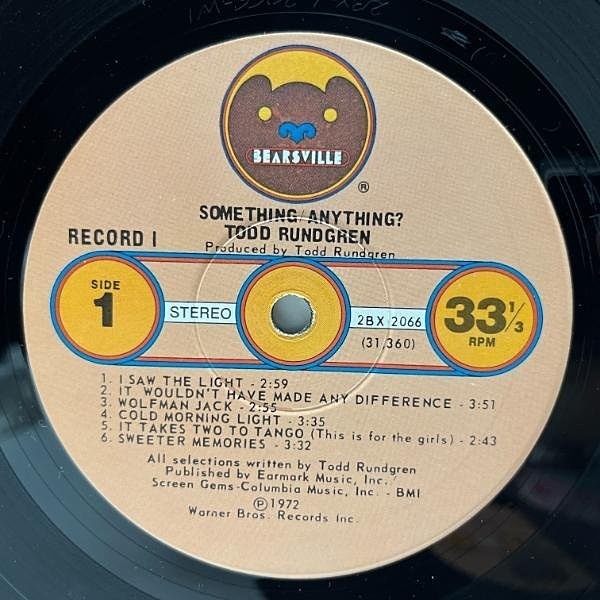 BEARSVILLE
®
SOMETHING/ANYTHING?
TODD RUNDGREN
RECORD I
Produced by Todd Rundgren
SIDE
1
STEREO
2BX 2066
(31,360)
33 1/3
RPM
1. I SAW THE LIGHT - 2:59
2. IT WOULDN'T HAVE MADE ANY DIFFERENCE - 3:51
3. WOLFMAN JACK - 2:55
4. COLD MORNING LIGHT - 3:35
5. IT TAKES TWO TO TANGO (This is for the girls) - 2:43
6. SWEETER MEMORIES - 3:32
All selections written by Todd Rundgren
Published by Earmark Music, Inc./
Screen Gems-Columbia Music, Inc. - BMI
℗1972
Warner Bros. Records Inc.